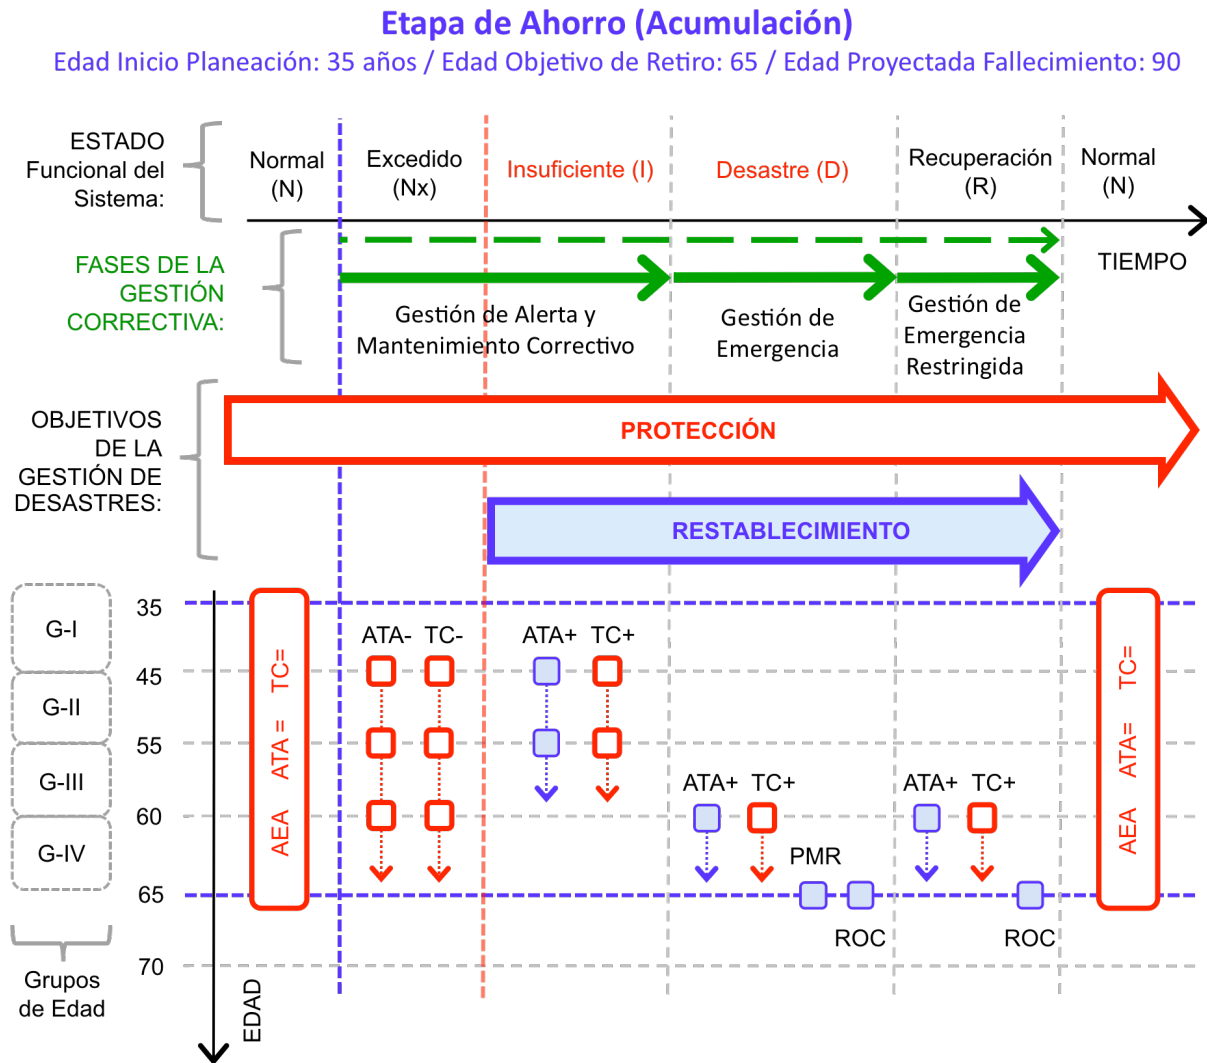 Etapa de Ahorro (Acumulación)
Edad Inicio Planeación: 35 años / Edad Objetivo de Retiro: 65 / Edad Proyectada Fallecimiento: 90
ESTADO
Funcional del
Sistema:
Normal
(N)
Excedido
(Nx)
Insuficiente (I)
Desastre (D)
Recuperación
(R)
Normal
(N)
TIEMPO
FASES DE LA
GESTIÓN
CORRECTIVA:
Gestión de Alerta y
Mantenimiento Correctivo
Gestión de
Emergencia
Gestión de
Emergencia
Restringida
OBJETIVOS
DE LA
GESTIÓN DE
DESASTRES:
PROTECCIÓN
RESTABLECIMIENTO
G-I
G-II
G-III
G-IV
Grupos
de Edad
35
45
55
60
65
70
EDAD
AEA ATA = TC=
ATA- TC-
ATA+ TC+
ATA+ TC+
PMR
ROC
ATA+ TC+
ROC
AEA ATA= TC=